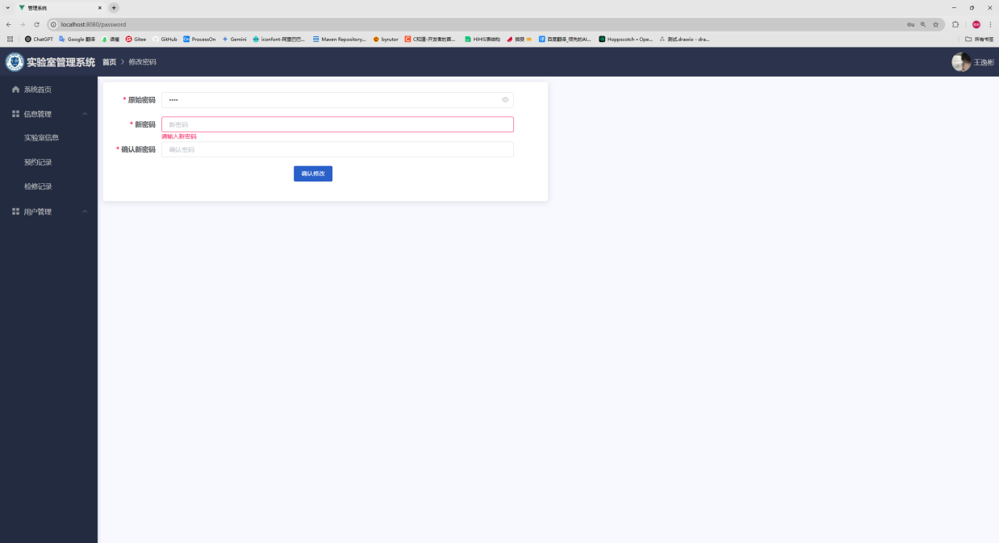 管理系统
localhost:8080/password
ChatGPT Google 翻译 语雀 Gitee GitHub ProcessOn Gemini iconfont-阿里巴巴... Maven Repository... byrutor C知道-开发者的首... HIHIS表结构 百度翻译_领先的AI... Hoppscotch • Ope... 测试.drawio - dra... 所有书签
实验室管理系统 首页 > 修改密码 王逸彬
系统首页
信息管理
实验室信息
预约记录
检修记录
用户管理
* 原始密码 ••••
* 新密码 新密码
请输入新密码
* 确认新密码 确认密码
确认修改